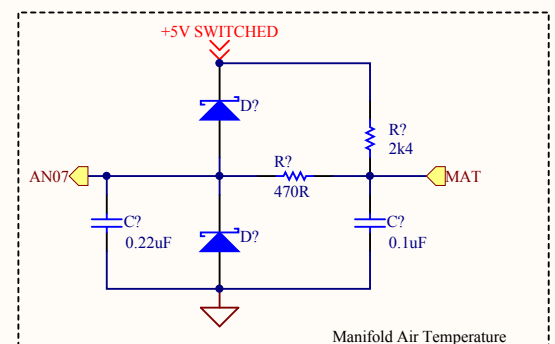 +5V SWITCHED
D?
R?
2k4
R?
AN07
MAT
470R
C?
0.22uF
D?
C?
0.1uF
Manifold Air Temperature